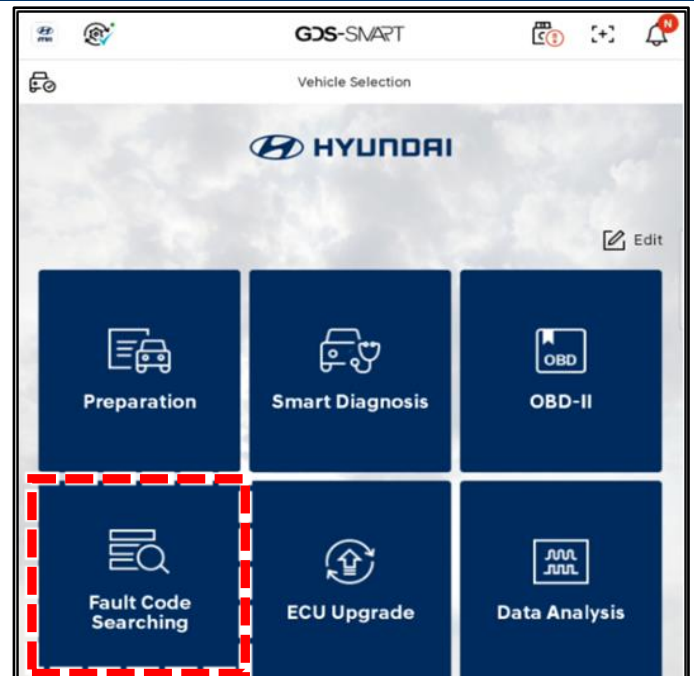 GDS-SMART
N
Vehicle Selection
HYUNDAI
Edit
Preparation
Smart Diagnosis
OBD
OBD-II
Fault Code
Searching
ECU Upgrade
Data Analysis